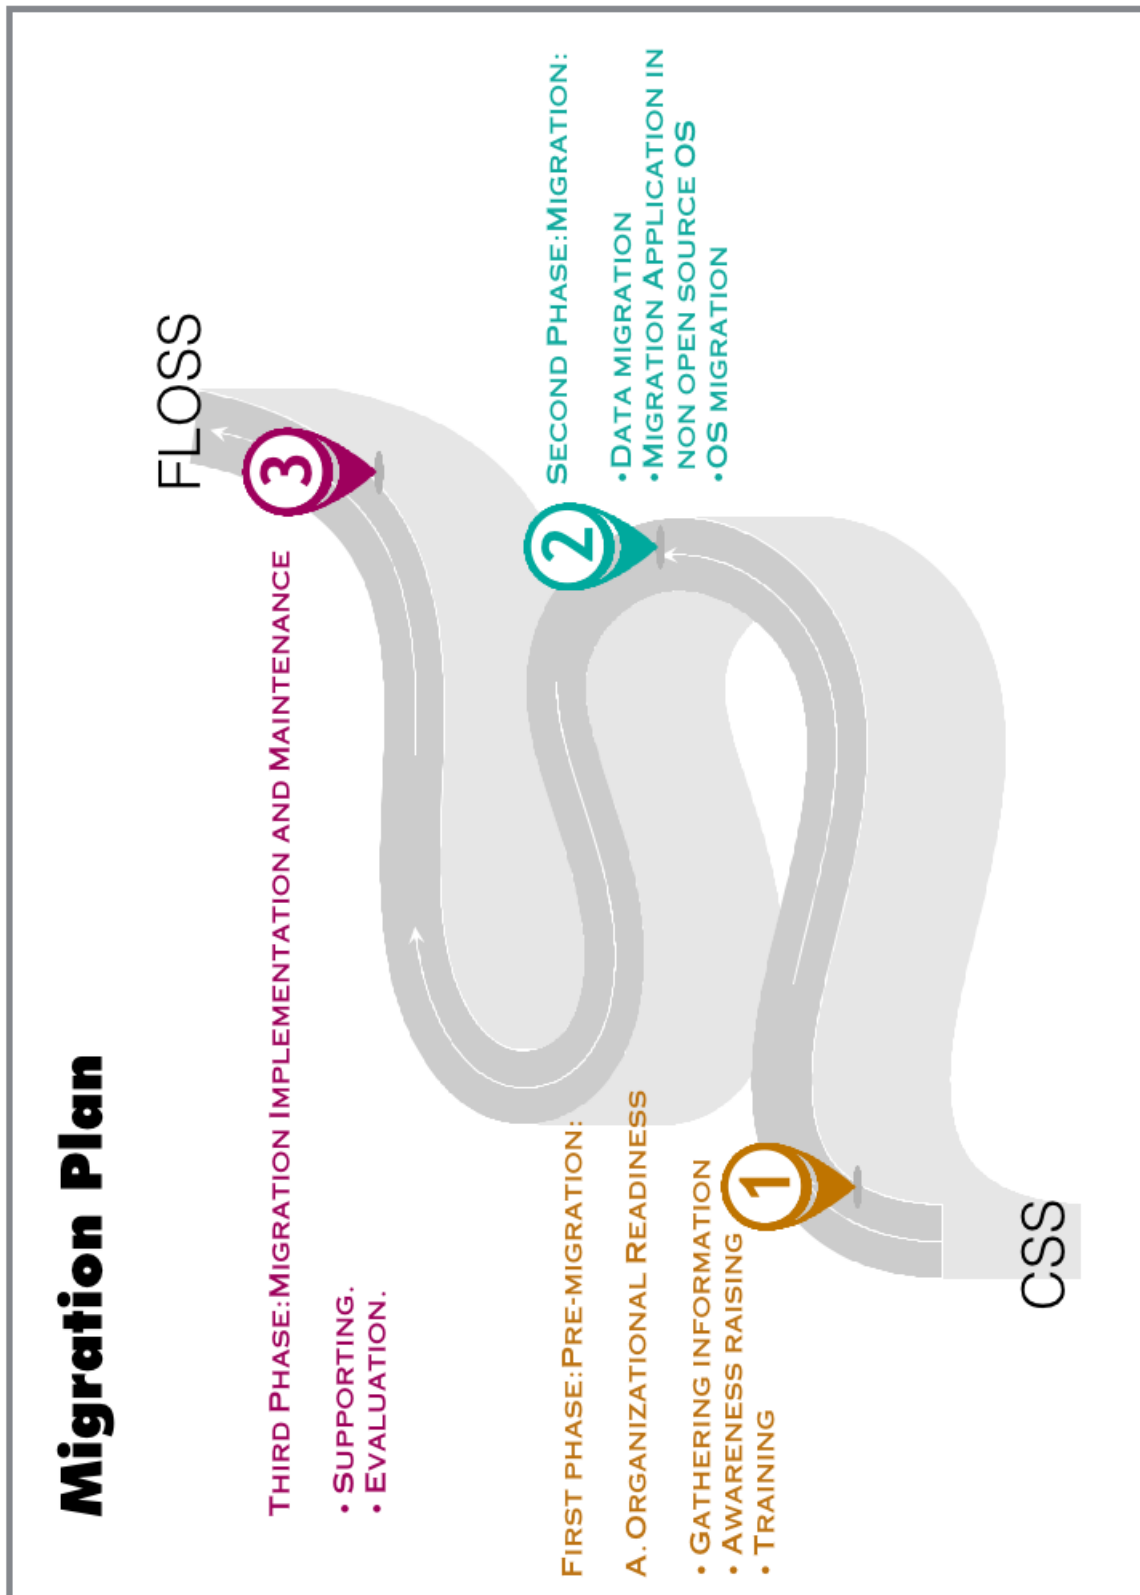 Migration Plan
FLOSS
3
THIRD PHASE:MIGRATION IMPLEMENTATION AND MAINTENANCE
• SUPPORTING.
• EVALUATION.
2
SECOND PHASE:MIGRATION:
•DATA MIGRATION
•MIGRATION APPLICATION IN
NON OPEN SOURCE OS
•OS MIGRATION
FIRST PHASE:PRE-MIGRATION:
A. ORGANIZATIONAL READINESS
• GATHERING INFORMATION
• AWARENESS RAISING
• TRAINING
1
CSS